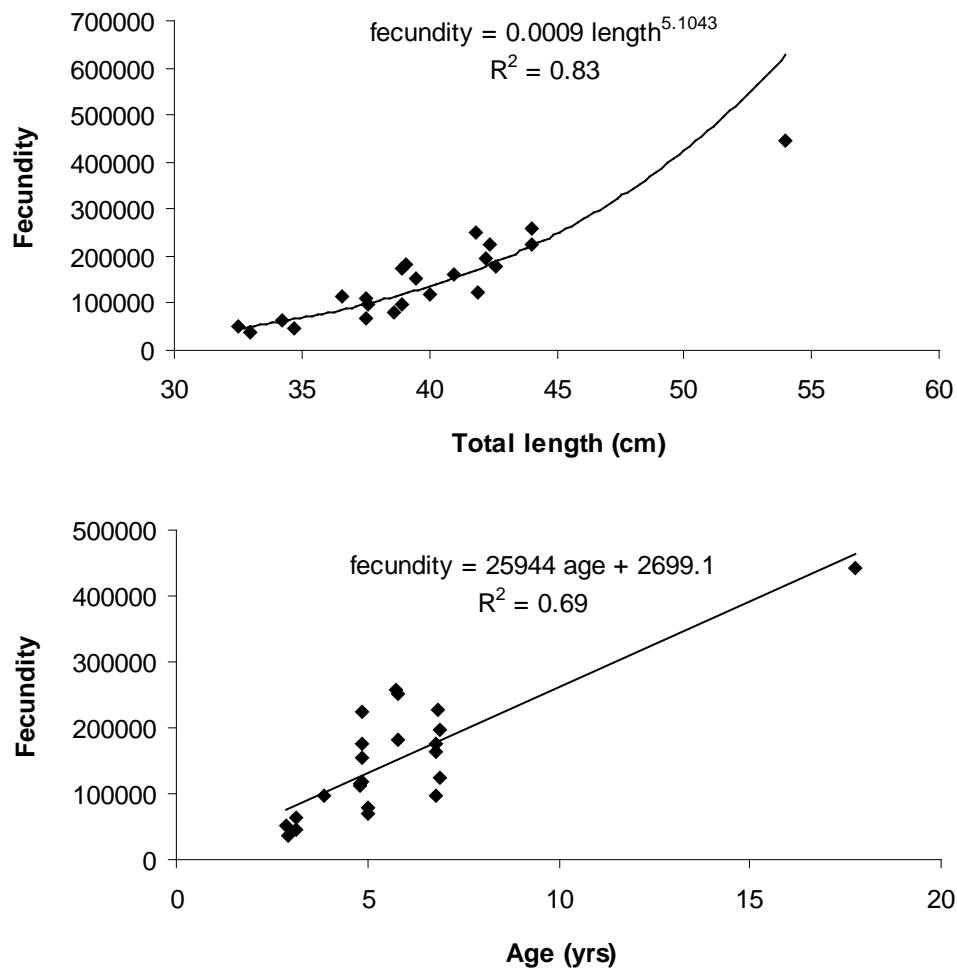 fecundity = 0.0009 length^5.1043
R² = 0.83
700000
600000
500000
400000
300000
200000
100000
0
Fecundity
30 35 40 45 50 55 60
Total length (cm)
fecundity = 25944 age + 2699.1
R² = 0.69
500000
400000
300000
200000
100000
0
Fecundity
0 5 10 15 20
Age (yrs)